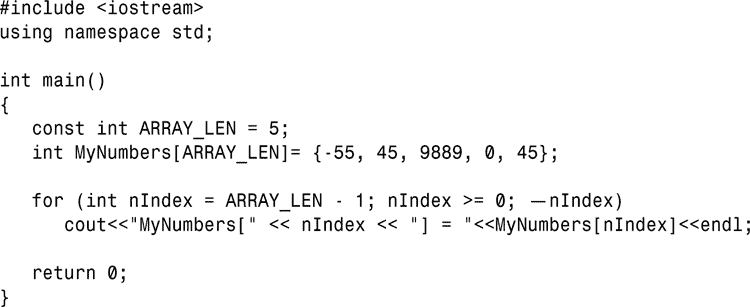 #include <iostream>
using namespace std;
int main()
{
const int ARRAY_LEN = 5;
int MyNumbers[ARRAY_LEN]= {-55, 45, 9889, 0, 45};
for (int nIndex = ARRAY_LEN - 1; nIndex >= 0; —nIndex)
cout<<"MyNumbers[" << nIndex << "] = "<<MyNumbers[nIndex]<<endl;
return 0;
}